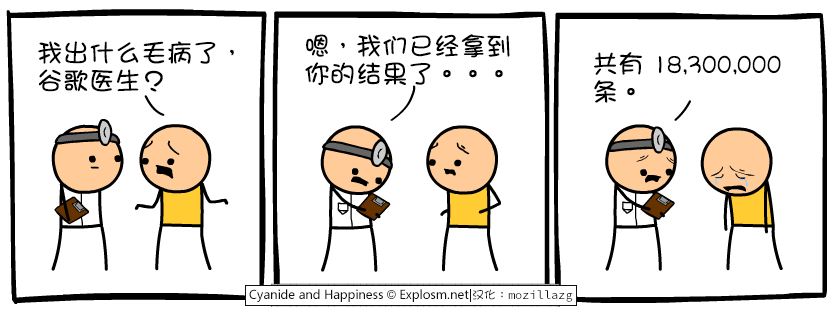 我出什么毛病了，
谷歌医生？
嗯，我们已经拿到
你的结果了。。。
共有 18,300,000
条。
Cyanide and Happiness © Explosm.net|汉化：mozillazg